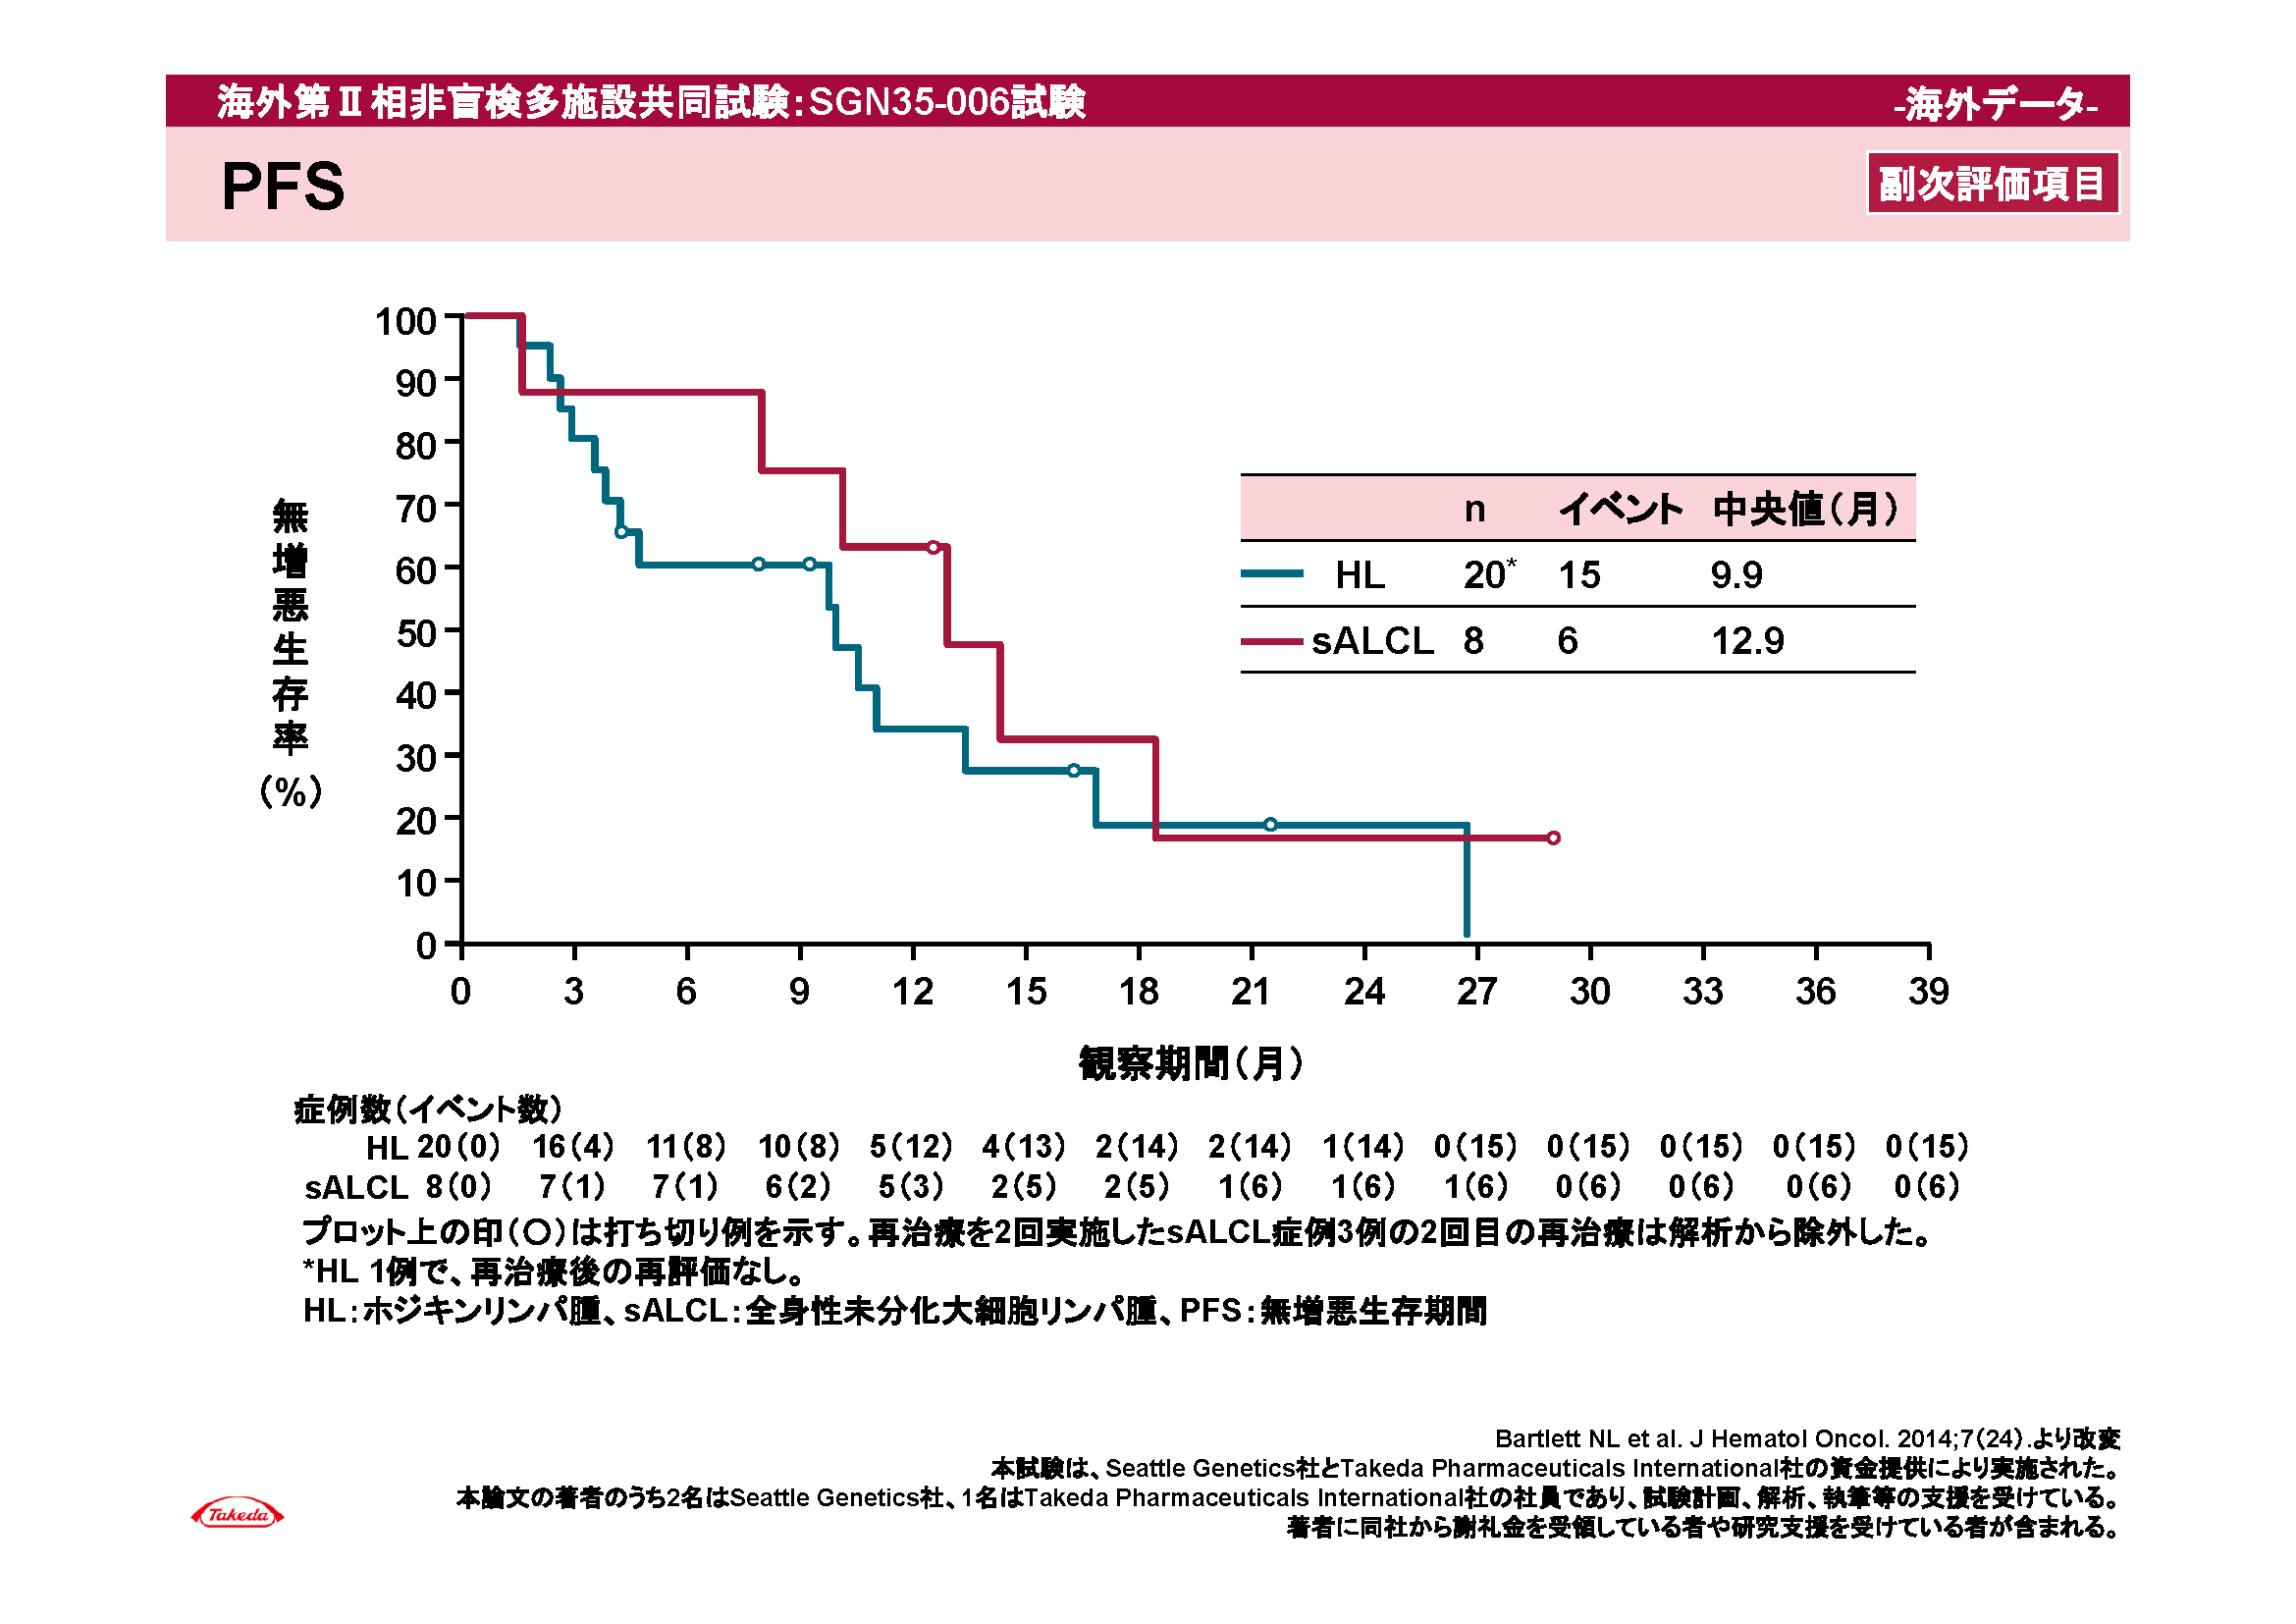 海外第Ⅱ相非盲検多施設共同試験：SGN35-006試験
-海外データ-
PFS
副次評価項目
無増悪生存率（%）
100
90
80
70
60
50
40
30
20
10
0
0 3 6 9 12 15 18 21 24 27 30 33 36 39
観察期間（月）
n イベント 中央値（月）
HL 20* 15 9.9
sALCL 8 6 12.9
症例数（イベント数）
HL 20（0） 16（4） 11（8） 10（8） 5（12） 4（13） 2（14） 2（14） 1（14） 0（15） 0（15） 0（15） 0（15） 0（15）
sALCL 8（0） 7（1） 7（1） 6（2） 5（3） 2（5） 2（5） 1（6） 1（6） 1（6） 0（6） 0（6） 0（6） 0（6）
プロット上の印（○）は打ち切り例を示す。再治療を2回実施したsALCL症例3例の2回目の再治療は解析から除外した。
*HL 1例で、再治療後の再評価なし。
HL：ホジキンリンパ腫、sALCL：全身性未分化大細胞リンパ腫、PFS：無増悪生存期間
Bartlett NL et al. J Hematol Oncol. 2014;7（24）.より改変
本試験は、Seattle Genetics社とTakeda Pharmaceuticals International社の資金提供により実施された。
本論文の著者のうち2名はSeattle Genetics社、1名はTakeda Pharmaceuticals International社の社員であり、試験計画、解析、執筆等の支援を受けている。
著者に同社から謝礼金を受領している者や研究支援を受けている者が含まれる。
Takeda